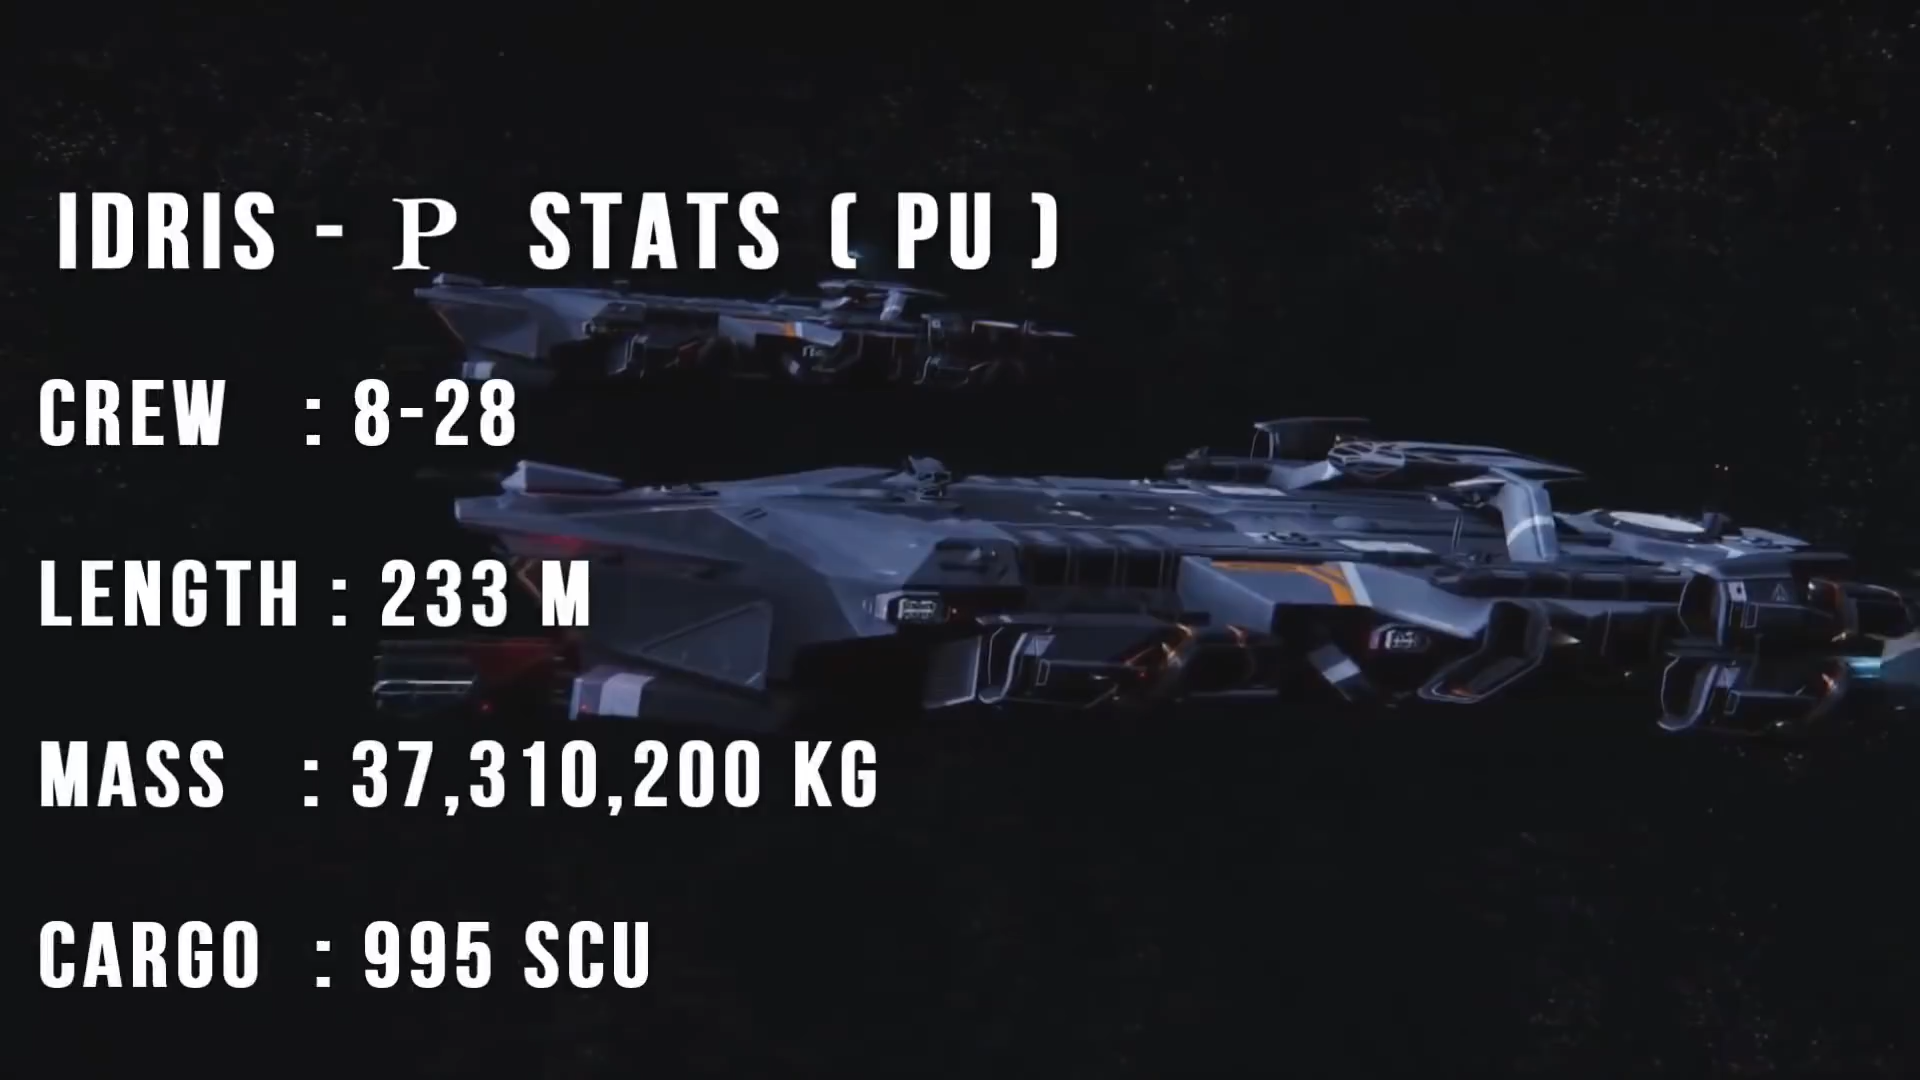 IDRIS - P STATS ( PU )
CREW : 8-28
LENGTH : 233 M
MASS : 37,310,200 KG
CARGO : 995 SCU